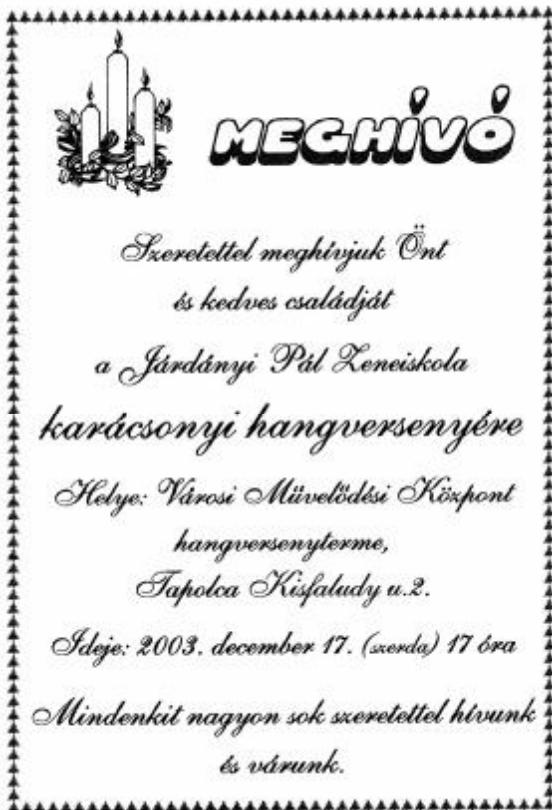 MEGHÍVÓ
Szeretettel meghívjuk Önt
és kedves családját
a Járdányi Pál Zeneiskola
karácsonyi hangversenyére
Helye: Városi Művelődési Központ
hangversenyterme,
Tapolca Kisfaludy u.2.
Ideje: 2003. december 17. (szerda) 17 óra
Mindenkit nagyon sok szeretettel hívunk
és várunk.